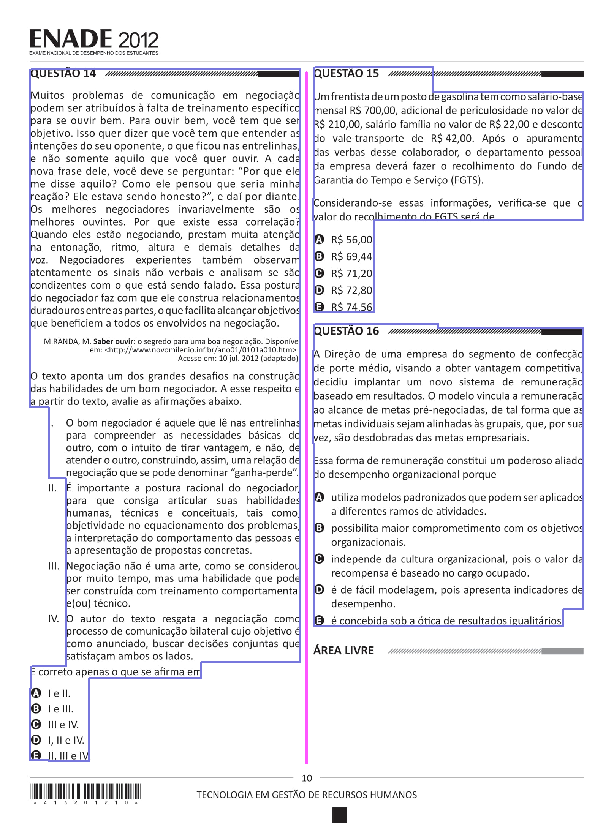 ENADE 2012
EXAME NACIONAL DE DESEMPENHO DOS ESTUDANTES
QUESTÃO 14
Muitos problemas de comunicação em negociação
podem ser atribuídos à falta de treinamento específico
para se ouvir bem. Para ouvir bem, você tem que ser
objetivo. Isso quer dizer que você tem que entender as
intenções do seu oponente, o que ficou nas entrelinhas,
e não somente aquilo que você quer ouvir. A cada
nova frase dele, você deve se perguntar: "Por que ele
me disse aquilo? Como ele pensou que seria minha
reação? Ele estava sendo honesto?", e daí por diante.
Os melhores negociadores invariavelmente são os
melhores ouvintes. Por que existe essa correlação?
Quando eles estão negociando, prestam muita atenção
na entonação, ritmo, altura e demais detalhes da
voz. Negociadores experientes também observam
atentamente os sinais não verbais e analisam se são
condizentes com o que está sendo falado. Essa postura
do negociador faz com que ele construa relacionamentos
duradouros entre as partes, o que facilita alcançar objetivos
que beneficiem a todos os envolvidos na negociação.
MIRANDA, M. Saber ouvir: o segredo para uma boa negociação. Disponíve
em: <http://www.novomilenio.inf.br/ano01/0101a010.htm>.
Acesso em: 10 jul. 2012 (adaptado)
O texto aponta um dos grandes desafios na construção
das habilidades de um bom negociador. A esse respeito e
a partir do texto, avalie as afirmações abaixo.
I. O bom negociador é aquele que lê nas entrelinhas
para compreender as necessidades básicas do
outro, com o intuito de tirar vantagem, e não, de
atender o outro, construindo, assim, uma relação de
negociação que se pode denominar "ganha-perde".
II. É importante a postura racional do negociador,
para que consiga articular suas habilidades
humanas, técnicas e conceituais, tais como
objetividade no equacionamento dos problemas,
a interpretação do comportamento das pessoas e
a apresentação de propostas concretas.
III. Negociação não é uma arte, como se considerou
por muito tempo, mas uma habilidade que pode
ser construída com treinamento comportamental
e(ou) técnico.
IV. O autor do texto resgata a negociação como
processo de comunicação bilateral cujo objetivo é,
como anunciado, buscar decisões conjuntas que
satisfaçam ambos os lados.
É correto apenas o que se afirma em
A I e II.
B I e III.
C III e IV.
D I, II e IV.
E II, III e IV
QUESTÃO 15
Um frentista de um posto de gasolina tem como salário-base
mensal R$ 700,00, adicional de periculosidade no valor de
R$ 210,00, salário família no valor de R$ 22,00 e desconto
do vale-transporte de R$ 42,00. Após o apuramento
das verbas desse colaborador, o departamento pessoal
da empresa deverá fazer o recolhimento do Fundo de
Garantia do Tempo e Serviço (FGTS).
Considerando-se essas informações, verifica-se que o
valor do recolhimento do FGTS será de
A R$ 56,00
B R$ 69,44
C R$ 71,20
D R$ 72,80
E R$ 74,56
QUESTÃO 16
A Direção de uma empresa do segmento de confecção
de porte médio, visando a obter vantagem competitiva,
decidiu implantar um novo sistema de remuneração
baseado em resultados. O modelo vincula a remuneração
ao alcance de metas pré-negociadas, de tal forma que as
metas individuais sejam alinhadas às grupais, que, por sua
vez, são desdobradas das metas empresariais.
Essa forma de remuneração constitui um poderoso aliado
do desempenho organizacional porque
A utiliza modelos padronizados que podem ser aplicados
a diferentes ramos de atividades.
B possibilita maior comprometimento com os objetivos
organizacionais.
C independe da cultura organizacional, pois o valor da
recompensa é baseado no cargo ocupado.
D é de fácil modelagem, pois apresenta indicadores de
desempenho.
E é concebida sob a ótica de resultados igualitários
ÁREA LIVRE
10
TECNOLOGIA EM GESTÃO DE RECURSOS HUMANOS